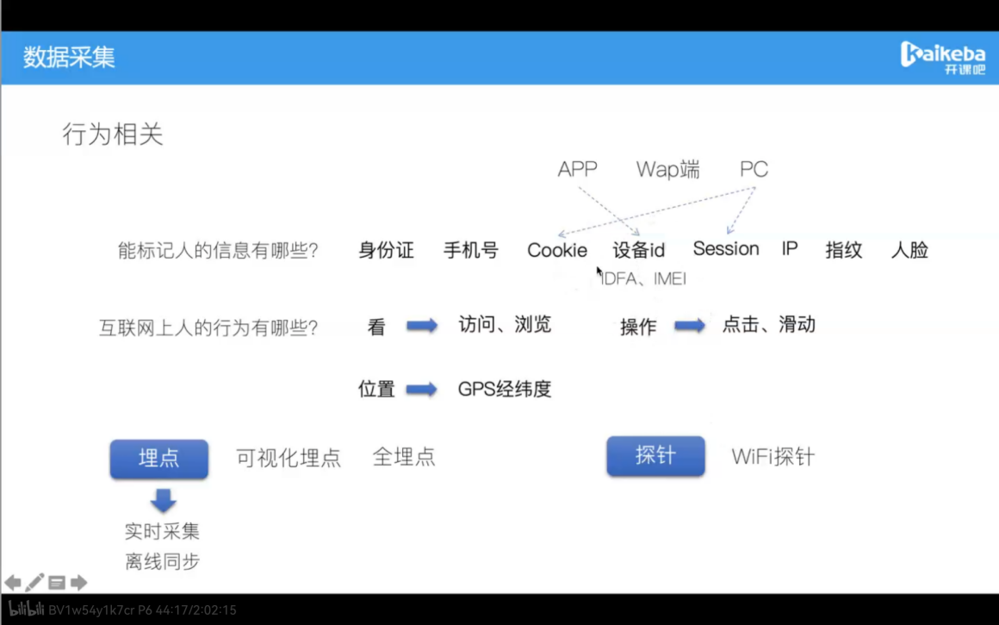 数据采集
Kaikeba
开课吧
行为相关
APP Wap端 PC
能标记人的信息有哪些? 身份证 手机号 Cookie 设备id Session IP 指纹 人脸
IDFA、IMEI
互联网上人的行为有哪些? 看 访问、浏览 操作 点击、滑动
位置 GPS经纬度
埋点 可视化埋点 全埋点 探针 WiFi探针
实时采集
离线同步
bilibili BV1w54y1k7cr P6 44:17/2:02:15